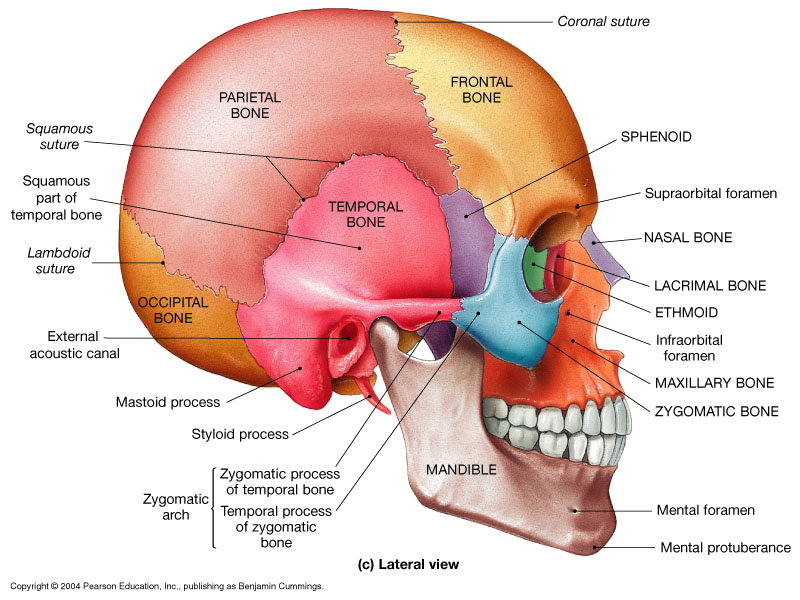 Coronal suture
FRONTAL
BONE
PARIETAL
BONE
Squamous
suture
SPHENOID
Squamous
part of
temporal bone
TEMPORAL
BONE
Supraorbital foramen
NASAL BONE
Lambdoid
suture
LACRIMAL BONE
OCCIPITAL
BONE
ETHMOID
External
acoustic canal
Infraorbital
foramen
MAXILLARY BONE
Mastoid process
ZYGOMATIC BONE
Styloid process
Zygomatic
arch
Zygomatic process
of temporal bone
Temporal process
of zygomatic
bone
MANDIBLE
Mental foramen
Mental protuberance
(c) Lateral view
Copyright © 2004 Pearson Education, Inc., publishing as Benjamin Cummings.